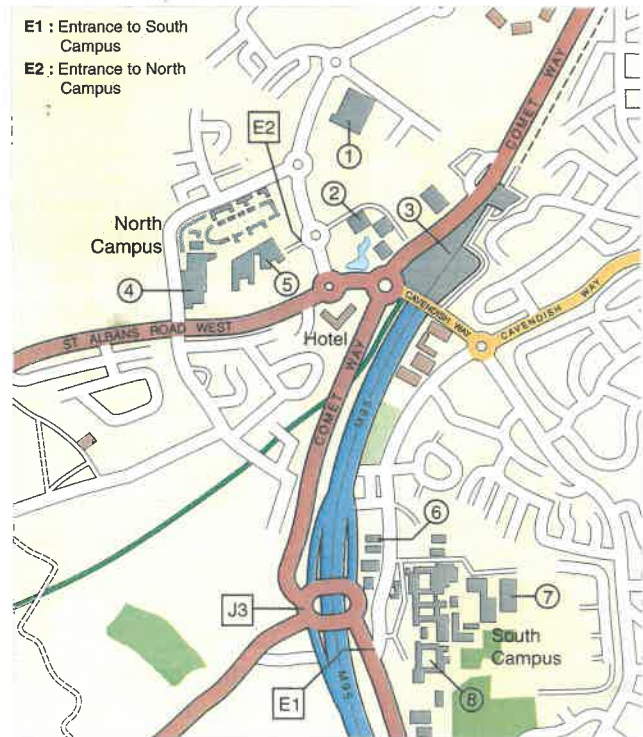 E1 : Entrance to South
Campus
E2 : Entrance to North
Campus
COMET WAY
E2
1
2
3
North
Campus
4
5
ST ALBANS ROAD WEST
Hotel
CAVENDISH WAY
CAVENDISH WAY
COMET WAY
6
7
J3
South
Campus
E1
8